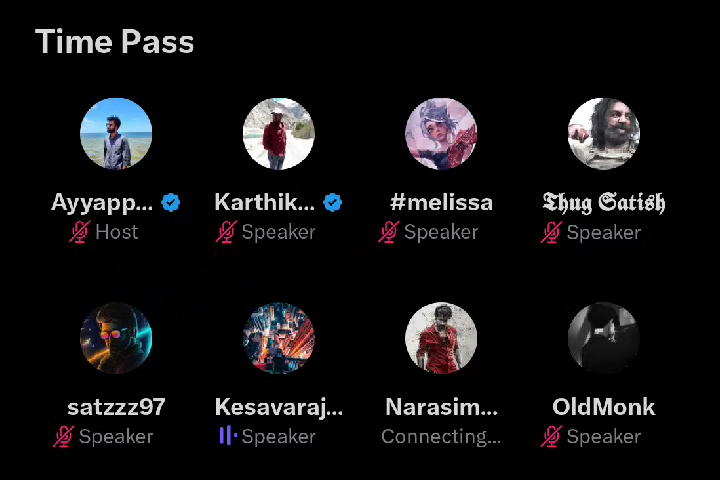 Time Pass
Ayyapp... Karthik... #melissa 𝕿𝖍𝖚𝖌 𝕾𝖆𝖙𝖎𝖘𝖍
Host Speaker Speaker Speaker
satzzz97 Kesavaraj... Narasim... OldMonk
Speaker Speaker Connecting... Speaker